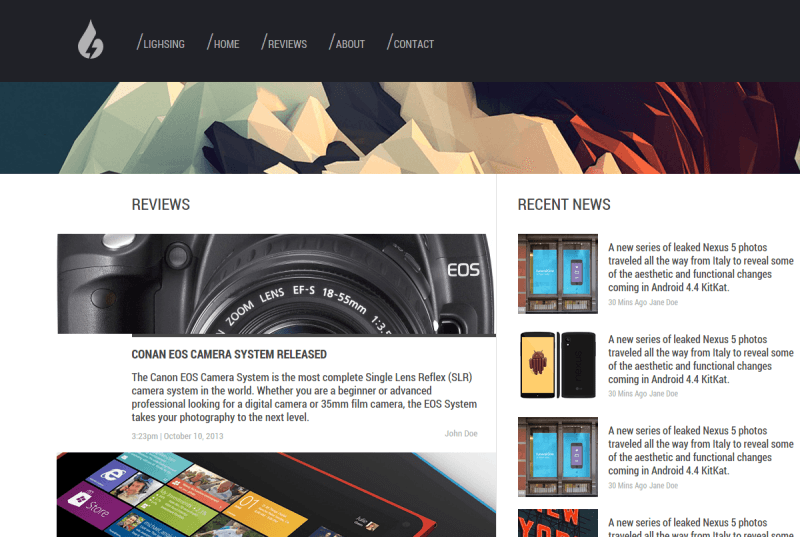 /LIGHSING /HOME /REVIEWS /ABOUT /CONTACT
REVIEWS
EOS
ZOOM LENS EF-S 18-55mm 1:3.5
CONAN EOS CAMERA SYSTEM RELEASED
The Canon EOS Camera System is the most complete Single Lens Reflex (SLR)
camera system in the world. Whether you are a beginner or advanced
professional looking for a digital camera or 35mm film camera, the EOS System
takes your photography to the next level.
3:23pm | October 10, 2013
John Doe
Store
01
RECENT NEWS
A new series of leaked Nexus 5 photos
traveled all the way from Italy to reveal some
of the aesthetic and functional changes
coming in Android 4.4 KitKat.
30 Mins Ago Jane Doe
A new series of leaked Nexus 5 photos
traveled all the way from Italy to reveal some
of the aesthetic and functional changes
coming in Android 4.4 KitKat.
30 Mins Ago Jane Doe
A new series of leaked Nexus 5 photos
traveled all the way from Italy to reveal some
of the aesthetic and functional changes
coming in Android 4.4 KitKat.
30 Mins Ago Jane Doe
NEW
YORK
A new series of leaked Nexus 5 photos
traveled all the way from Italy to reveal some